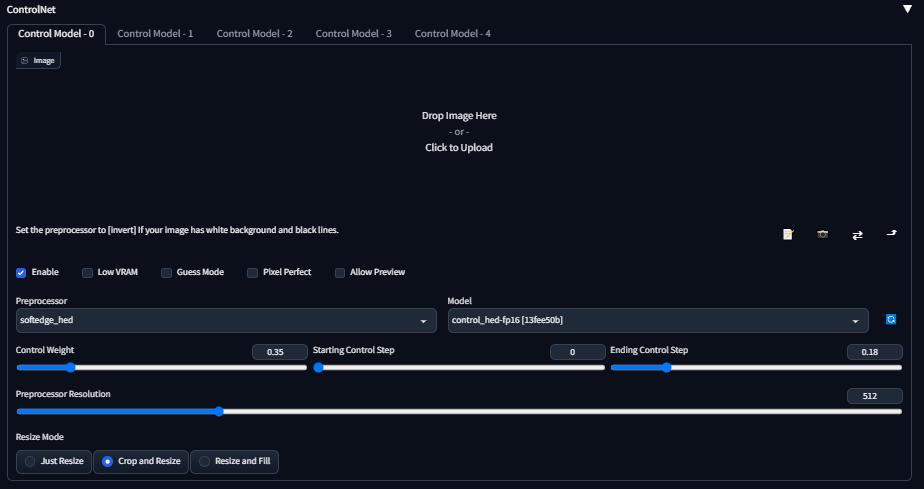 ControlNet
Control Model - 0 Control Model - 1 Control Model - 2 Control Model - 3 Control Model - 4
Image
Drop Image Here
- or -
Click to Upload
Set the preprocessor to [invert] If your image has white background and black lines.
Enable Low VRAM Guess Mode Pixel Perfect Allow Preview
Preprocessor Model
softedge_hed control_hed-fp16 [13fee50b]
Control Weight 0.35 Starting Control Step 0 Ending Control Step 0.18
Preprocessor Resolution 512
Resize Mode
Just Resize Crop and Resize Resize and Fill